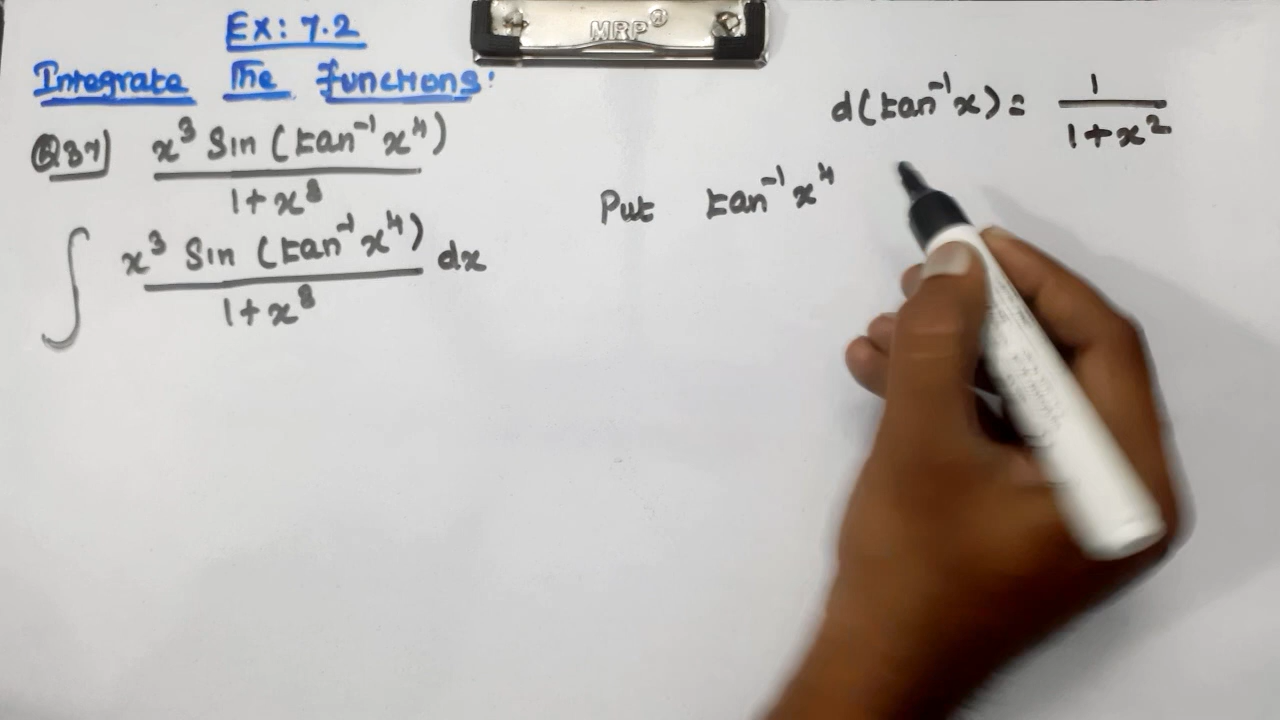 MRP
Ex: 7.2
Integrate The Functions:
Q37) x³ Sin (tan⁻¹ x⁴)
1 + x⁸
∫ x³ Sin (tan⁻¹ x⁴) dx
1 + x⁸
d(tan⁻¹ x) = 1
1 + x²
Put tan⁻¹ x⁴